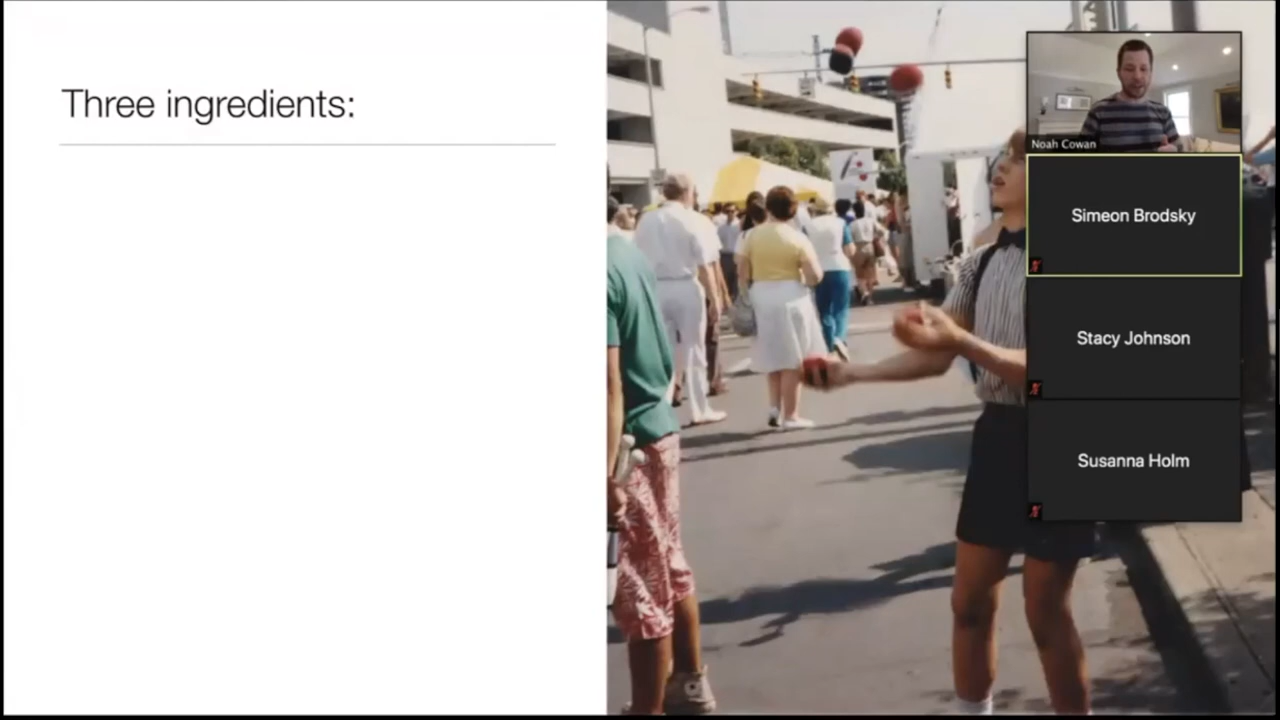 Three ingredients:
Noah Cowan
Simeon Brodsky
Stacy Johnson
Susanna Holm